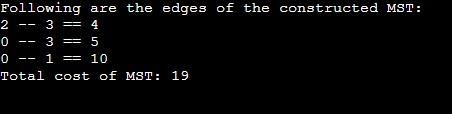 Following are the edges of the constructed MST:
2 -- 3 == 4
0 -- 3 == 5
0 -- 1 == 10
Total cost of MST: 19